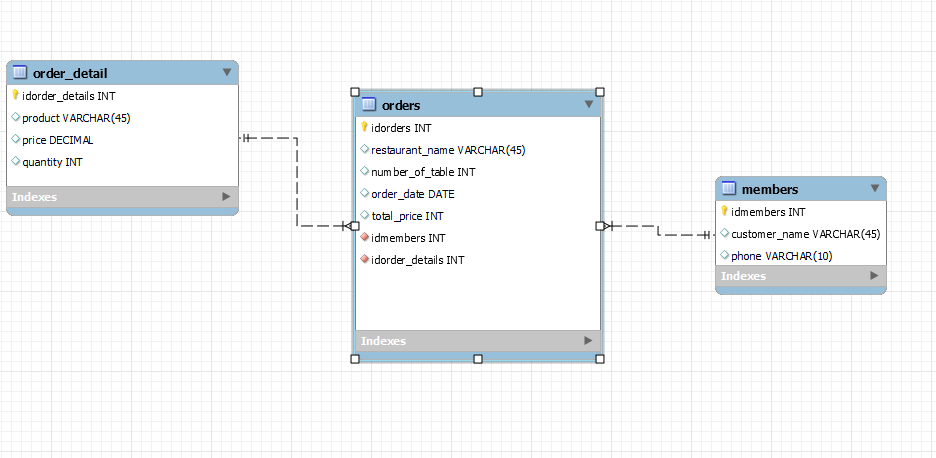 order_detail
idorder_details INT
product VARCHAR(45)
price DECIMAL
quantity INT
Indexes
orders
idorders INT
restaurant_name VARCHAR(45)
number_of_table INT
order_date DATE
total_price INT
idmembers INT
idorder_details INT
Indexes
members
idmembers INT
customer_name VARCHAR(45)
phone VARCHAR(10)
Indexes